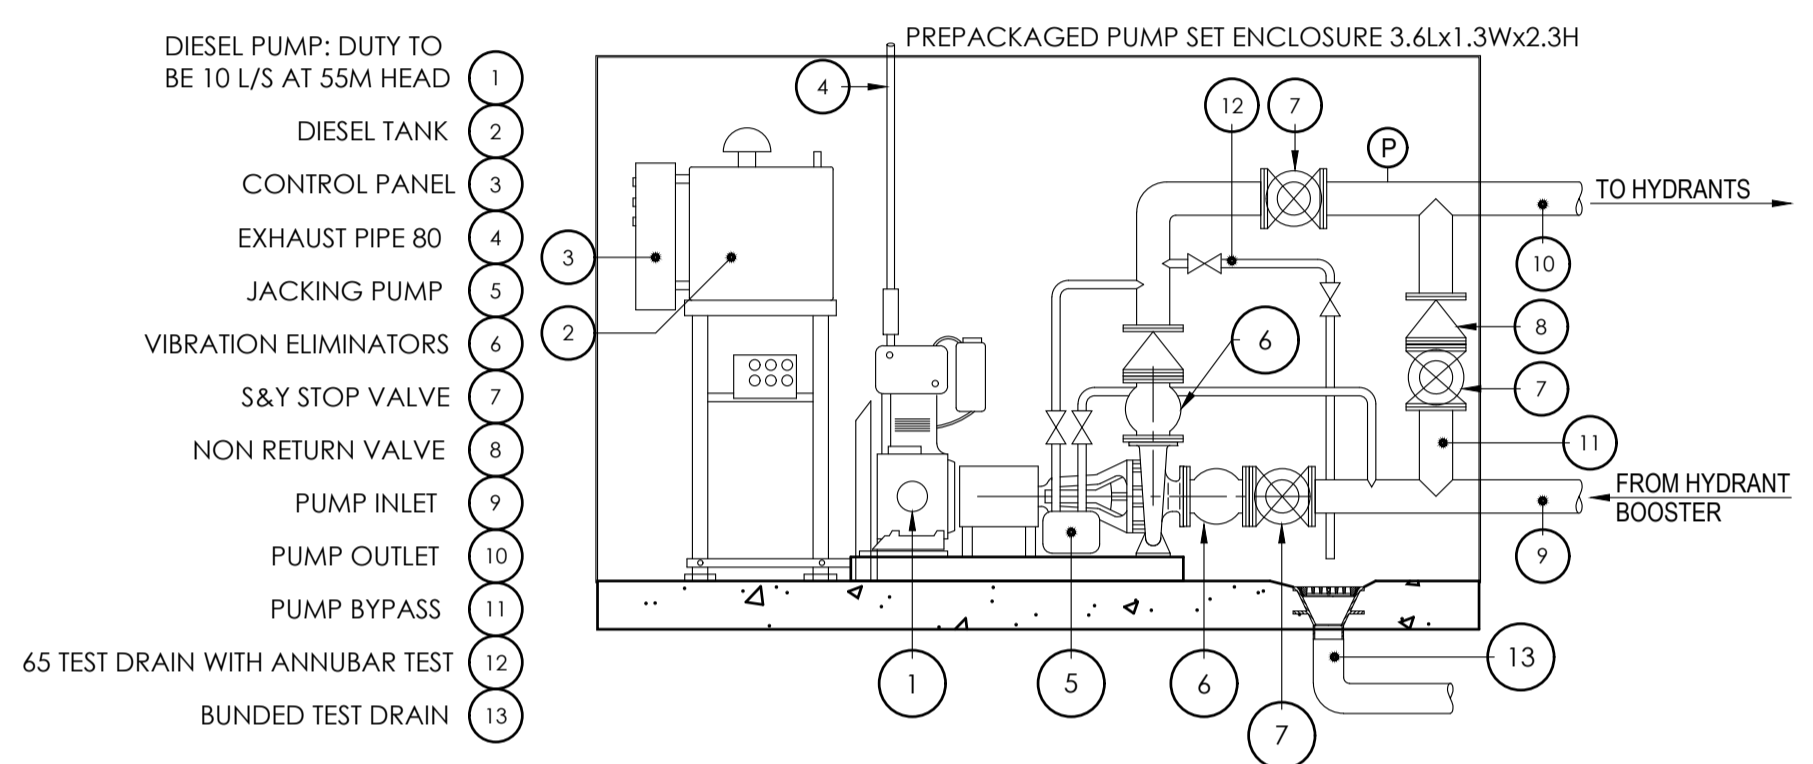 DIESEL PUMP: DUTY TO
BE 10 L/S AT 55M HEAD 1
DIESEL TANK 2
CONTROL PANEL 3
EXHAUST PIPE 80 4
JACKING PUMP 5
VIBRATION ELIMINATORS 6
S&Y STOP VALVE 7
NON RETURN VALVE 8
PUMP INLET 9
PUMP OUTLET 10
PUMP BYPASS 11
65 TEST DRAIN WITH ANNUBAR TEST 12
BUNDED TEST DRAIN 13
PREPACKAGED PUMP SET ENCLOSURE 3.6Lx1.3Wx2.3H
4
12
7
P
TO HYDRANTS
3
10
2
6
8
7
11
FROM HYDRANT
BOOSTER
9
1
5
6
7
13